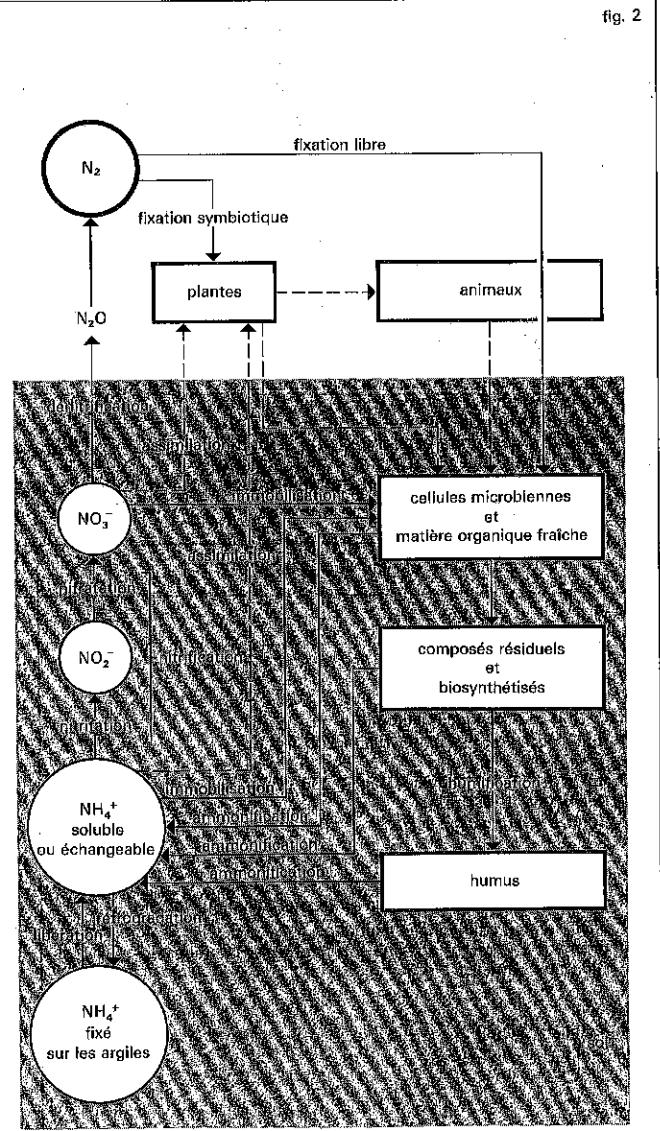 fig. 2
fixation libre
N₂
fixation symbiotique
plantes
animaux
N₂O
dénitrification
assimilation
immobilisation
NO₃⁻
cellules microbiennes
et
matière organique fraîche
assimilation
nitratation
NO₂⁻
nitrification
composés résiduels
et
biosynthétisés
nitritation
immobilisation
humification
NH₄⁺
soluble
ou échangeable
ammonification
ammonification
ammonification
humus
rétrogradation
libération
NH₄⁺
fixé
sur les argiles